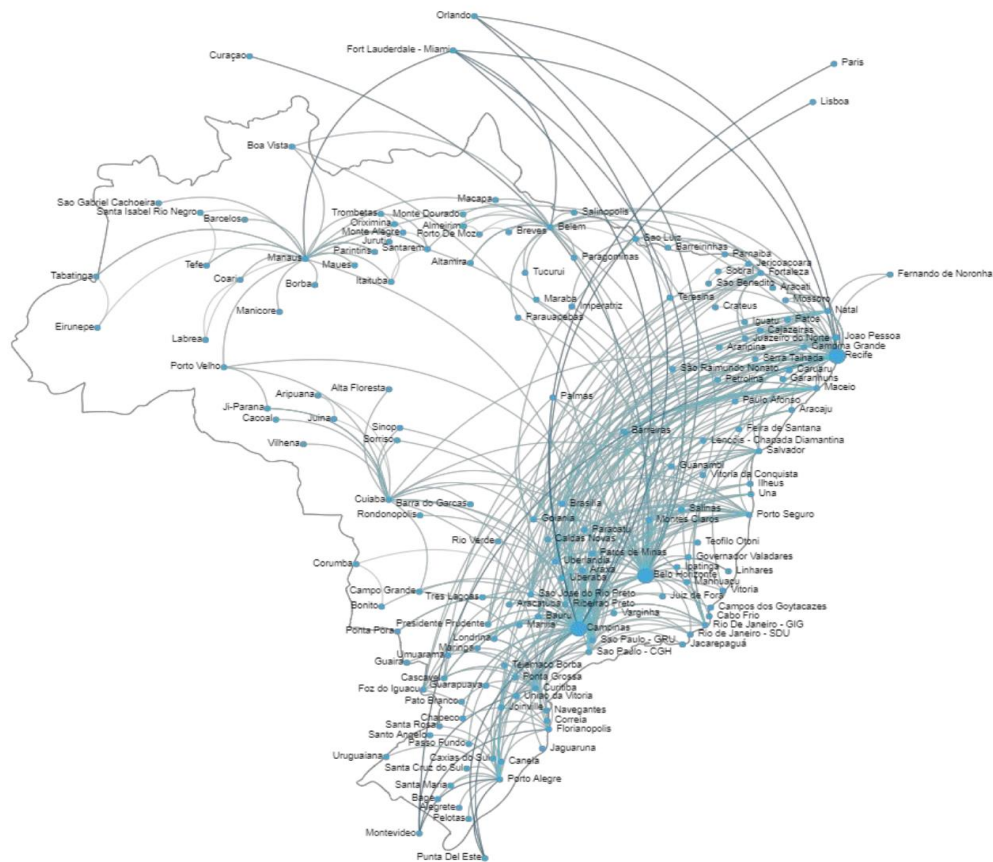 Orlando
Fort Lauderdale - Miami
Curaçao
Paris
Lisboa
Boa Vista
Sao Gabriel Cachoeira
Santa Isabel Rio Negro
Barcelos
Macapa
Trombetas
Monte Dourado
Salinopolis
Oriximina
Almeirim
Monte Alegre
Porto De Moz
Breves
Belem
Juruti
Parintins
Santarem
Sao Luiz
Barreirinhas
Parnaiba
Manaus
Maues
Altamira
Paragominas
Jericoacoara
Tefe
Tabatinga
Coari
Borba
Itaituba
Tucurui
Sobral
Fortaleza
Fernando de Noronha
São Benedito
Aracati
Maraba
Imperatriz
Teresina
Mossoro
Manicore
Parauapebas
Crateus
Natal
Eirunepe
Iguatu
Patos
Cajazeiras
Labrea
Juazeiro do Norte
Joao Pessoa
Araripina
Campina Grande
Serra Talhada
Recife
Porto Velho
São Raimundo Nonato
Caruaru
Petrolina
Garanhuns
Maceio
Alta Floresta
Aripuana
Palmas
Paulo Afonso
Ji-Parana
Aracaju
Cacoal
Juina
Sinop
Barreiras
Feira de Santana
Vilhena
Sorriso
Lencois - Chapada Diamantina
Salvador
Guanambi
Vitoria da Conquista
Ilheus
Una
Cuiaba
Barra do Garcas
Brasilia
Rondonopolis
Salinas
Porto Seguro
Goiania
Montes Claros
Paracatu
Rio Verde
Caldas Novas
Teofilo Otoni
Patos de Minas
Governador Valadares
Corumba
Uberlandia
Araxa
Ipatinga
Linhares
Uberaba
Belo Horizonte
Manhuaçu
Campo Grande
Tres Lagoas
Sao José do Rio Preto
Juiz de Fora
Vitoria
Bonito
Aracatuba
Ribeirao Preto
Varginha
Campos dos Goytacazes
Bauru
Cabo Frio
Presidente Prudente
Marilia
Campinas
Rio De Janeiro - GIG
Ponta Pora
Rio de Janeiro - SDU
Londrina
Sao Paulo - GRU
Jacarepaguá
Maringa
Sao Paulo - CGH
Umuarama
Guaira
Telemaco Borba
Cascavel
Ponta Grossa
Foz do Iguacu
Guarapuava
Curitiba
Uniao da Vitoria
Pato Branco
Joinville
Navegantes
Chapeco
Correia
Santa Rosa
Florianopolis
Santo Angelo
Passo Fundo
Jaguaruna
Uruguaiana
Caxias do Sul
Canela
Santa Cruz do Sul
Porto Alegre
Santa Maria
Bage
Alegrete
Pelotas
Montevideo
Punta Del Este